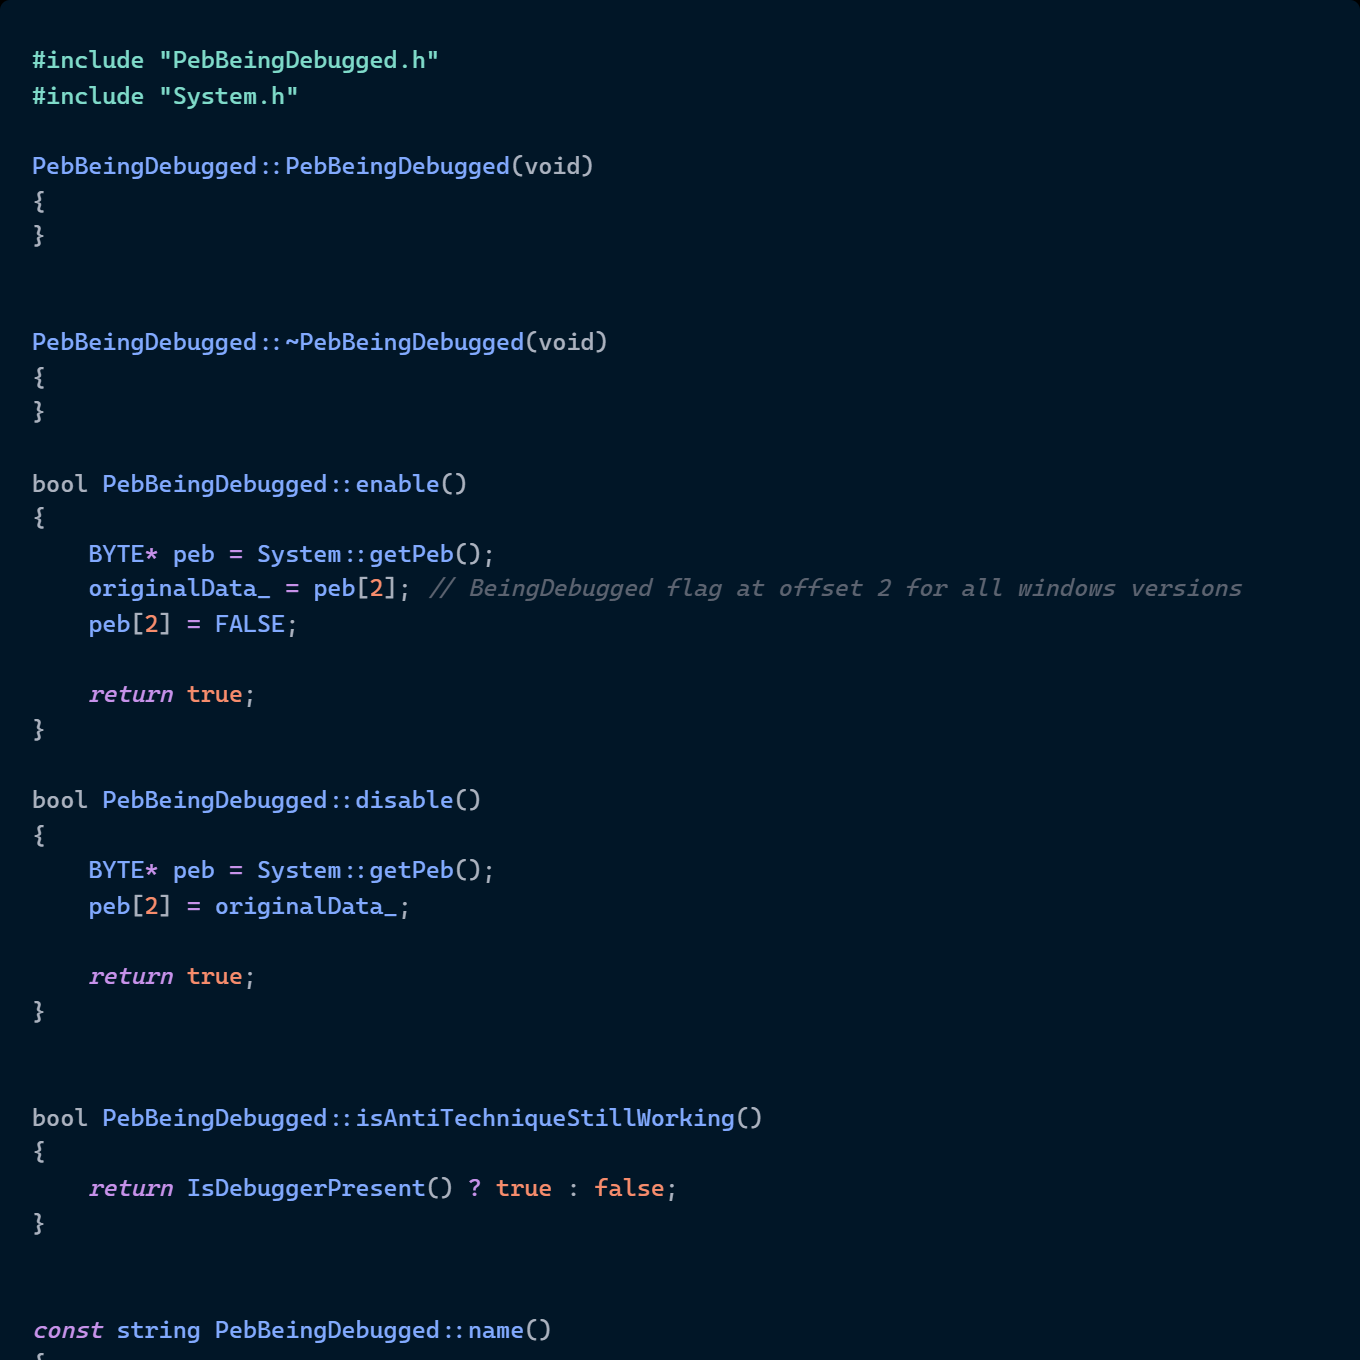 #include "PebBeingDebugged.h"
#include "System.h"

PebBeingDebugged::PebBeingDebugged(void)
{
}


PebBeingDebugged::~PebBeingDebugged(void)
{
}

bool PebBeingDebugged::enable()
{
    BYTE* peb = System::getPeb();
    originalData_ = peb[2]; // BeingDebugged flag at offset 2 for all windows versions
    peb[2] = FALSE;

    return true;
}

bool PebBeingDebugged::disable()
{
    BYTE* peb = System::getPeb();
    peb[2] = originalData_;

    return true;
}


bool PebBeingDebugged::isAntiTechniqueStillWorking()
{
    return IsDebuggerPresent() ? true : false;
}


const string PebBeingDebugged::name()
{